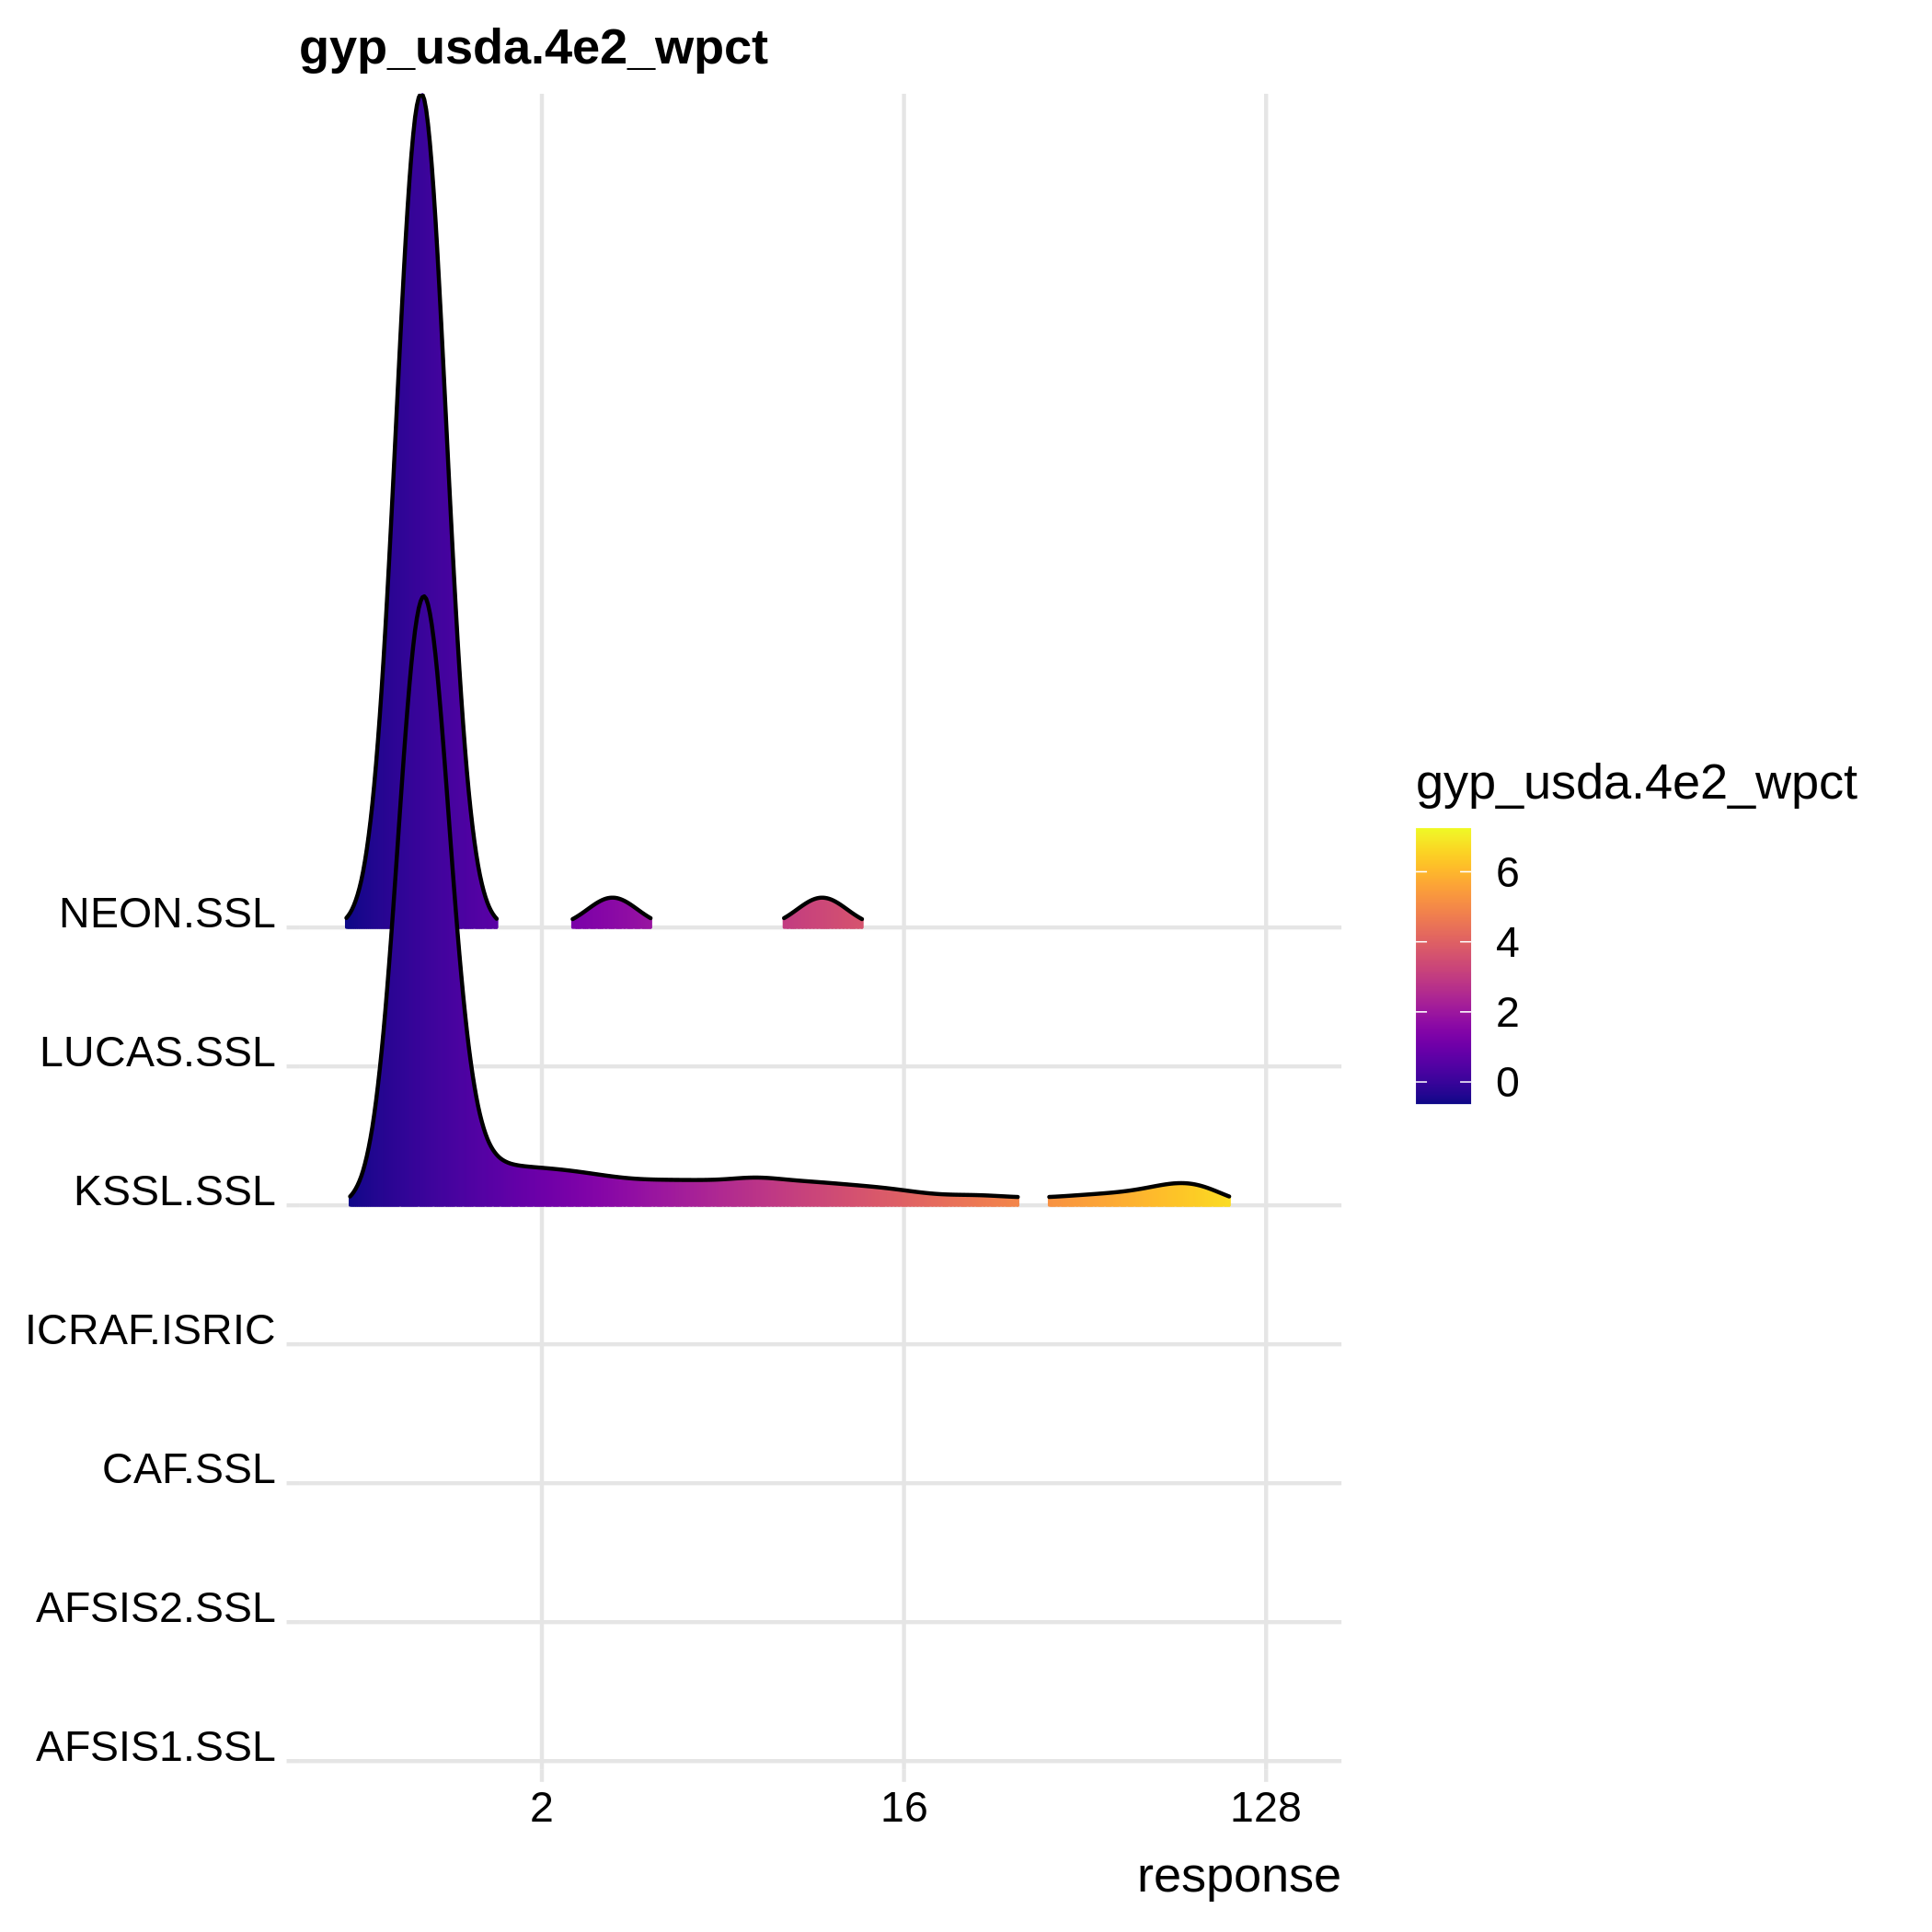 gyp_usda.4e2_wpct
NEON.SSL
LUCAS.SSL
KSSL.SSL
ICRAF.ISRIC
CAF.SSL
AFSIS2.SSL
AFSIS1.SSL
2
16
128
response
gyp_usda.4e2_wpct
6
4
2
0